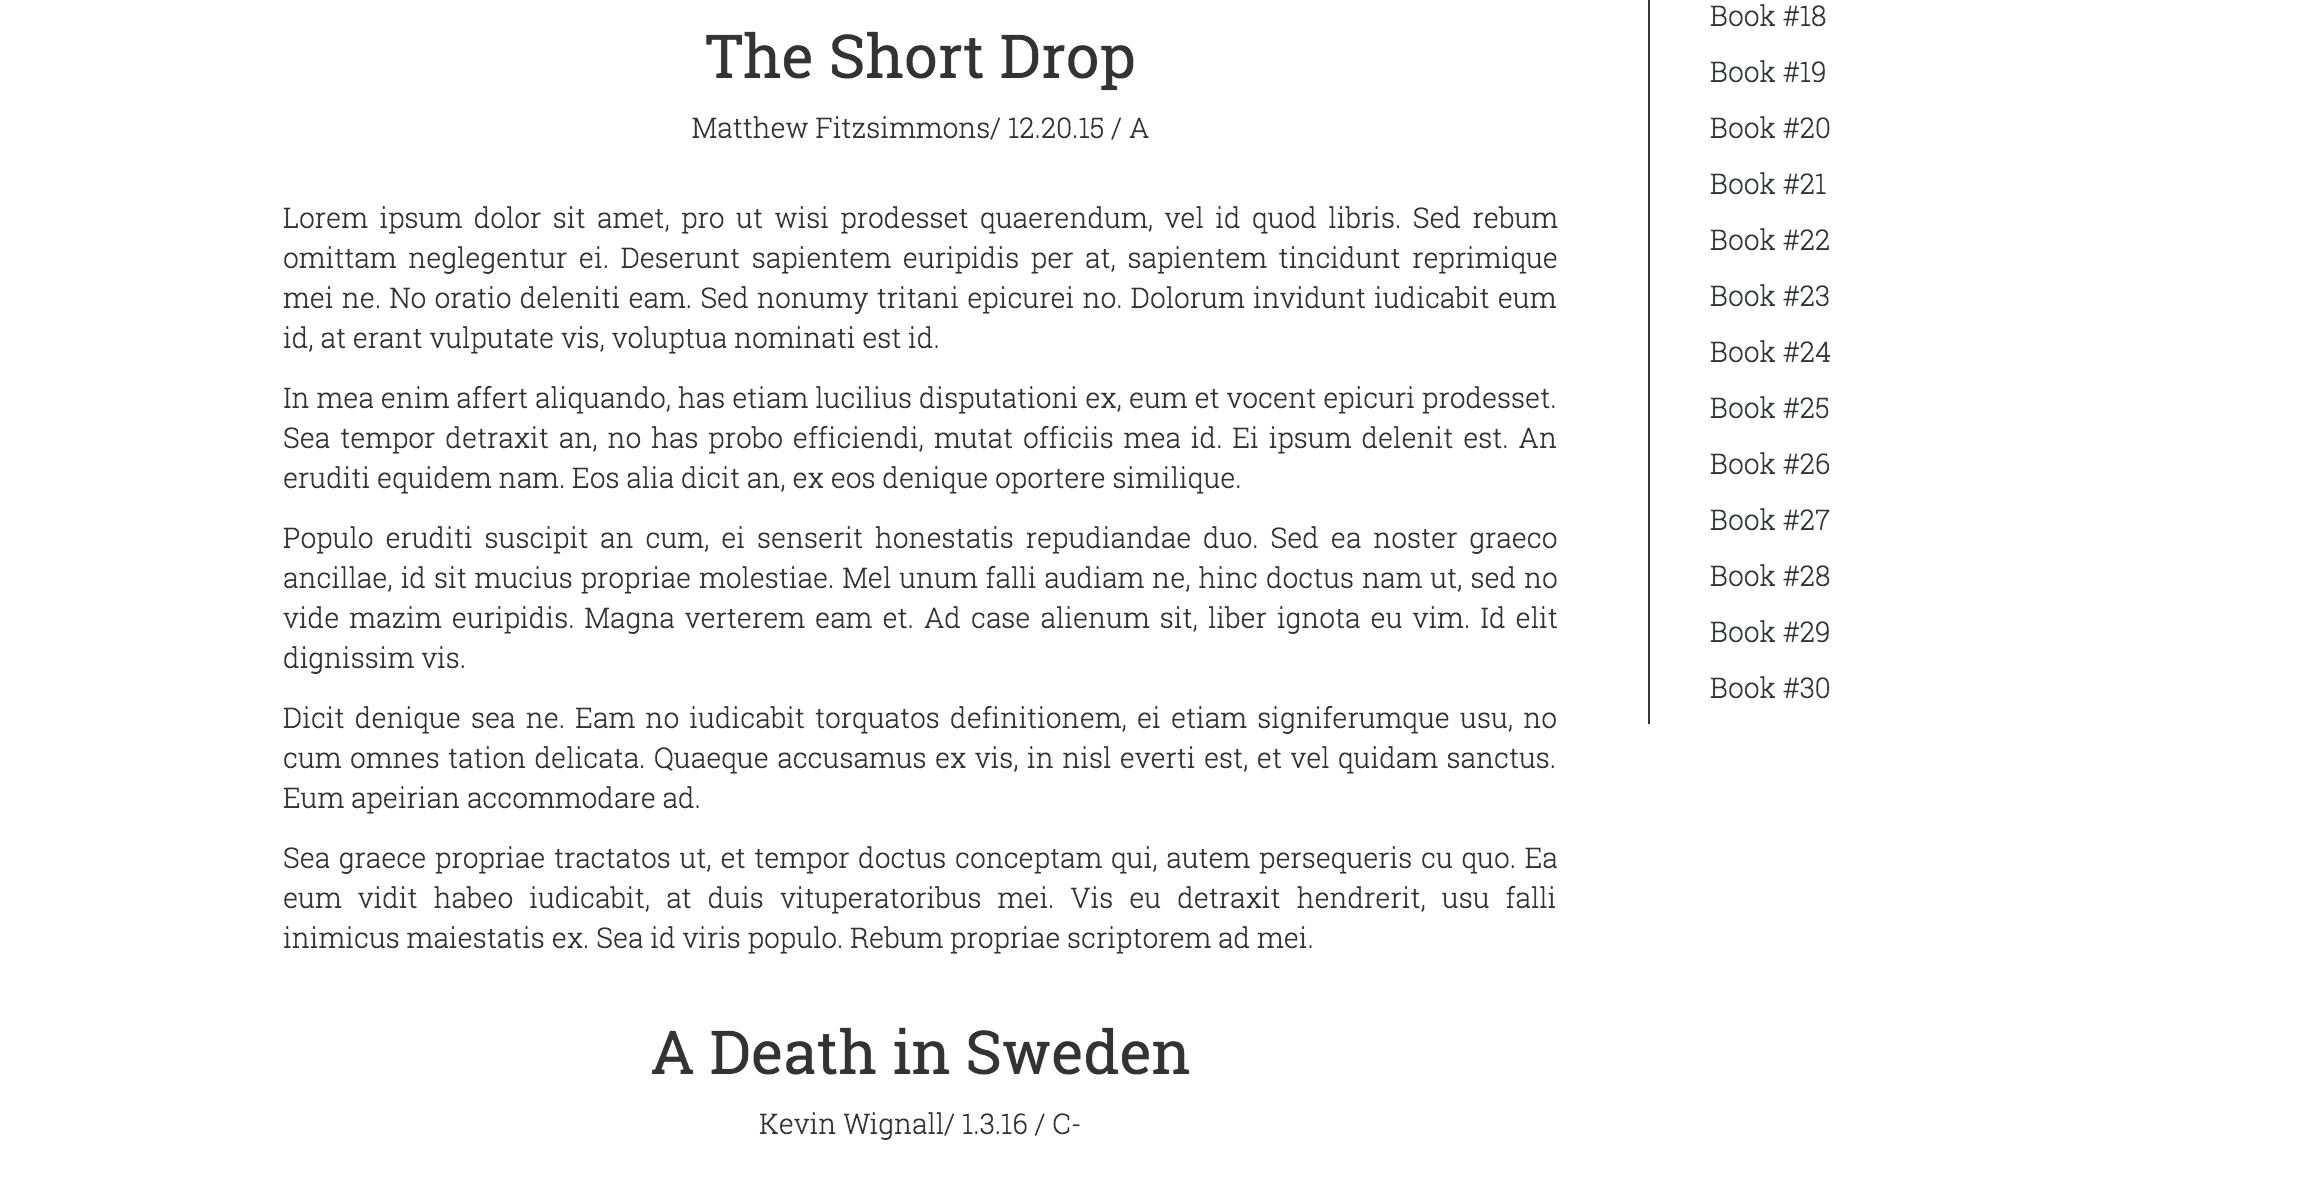 The Short Drop
Matthew Fitzsimmons/ 12.20.15 / A
Lorem ipsum dolor sit amet, pro ut wisi prodesset quaerendum, vel id quod libris. Sed rebum
omittam neglegentur ei. Deserunt sapientem euripidis per at, sapientem tincidunt reprimique
mei ne. No oratio deleniti eam. Sed nonumy tritani epicurei no. Dolorum invidunt iudicabit eum
id, at erant vulputate vis, voluptua nominati est id.
In mea enim affert aliquando, has etiam lucilius disputationi ex, eum et vocent epicuri prodesset.
Sea tempor detraxit an, no has probo efficiendi, mutat officiis mea id. Ei ipsum delenit est. An
eruditi equidem nam. Eos alia dicit an, ex eos denique oportere similique.
Populo eruditi suscipit an cum, ei senserit honestatis repudiandae duo. Sed ea noster graeco
ancillae, id sit mucius propriae molestiae. Mel unum falli audiam ne, hinc doctus nam ut, sed no
vide mazim euripidis. Magna verterem eam et. Ad case alienum sit, liber ignota eu vim. Id elit
dignissim vis.
Dicit denique sea ne. Eam no iudicabit torquatos definitionem, ei etiam signiferumque usu, no
cum omnes tation delicata. Quaeque accusamus ex vis, in nisl everti est, et vel quidam sanctus.
Eum apeirian accommodare ad.
Sea graece propriae tractatos ut, et tempor doctus conceptam qui, autem persequeris cu quo. Ea
eum vidit habeo iudicabit, at duis vituperatoribus mei. Vis eu detraxit hendrerit, usu falli
inimicus maiestatis ex. Sea id viris populo. Rebum propriae scriptorem ad mei.
A Death in Sweden
Kevin Wignall/ 1.3.16 / C-
Book #18
Book #19
Book #20
Book #21
Book #22
Book #23
Book #24
Book #25
Book #26
Book #27
Book #28
Book #29
Book #30